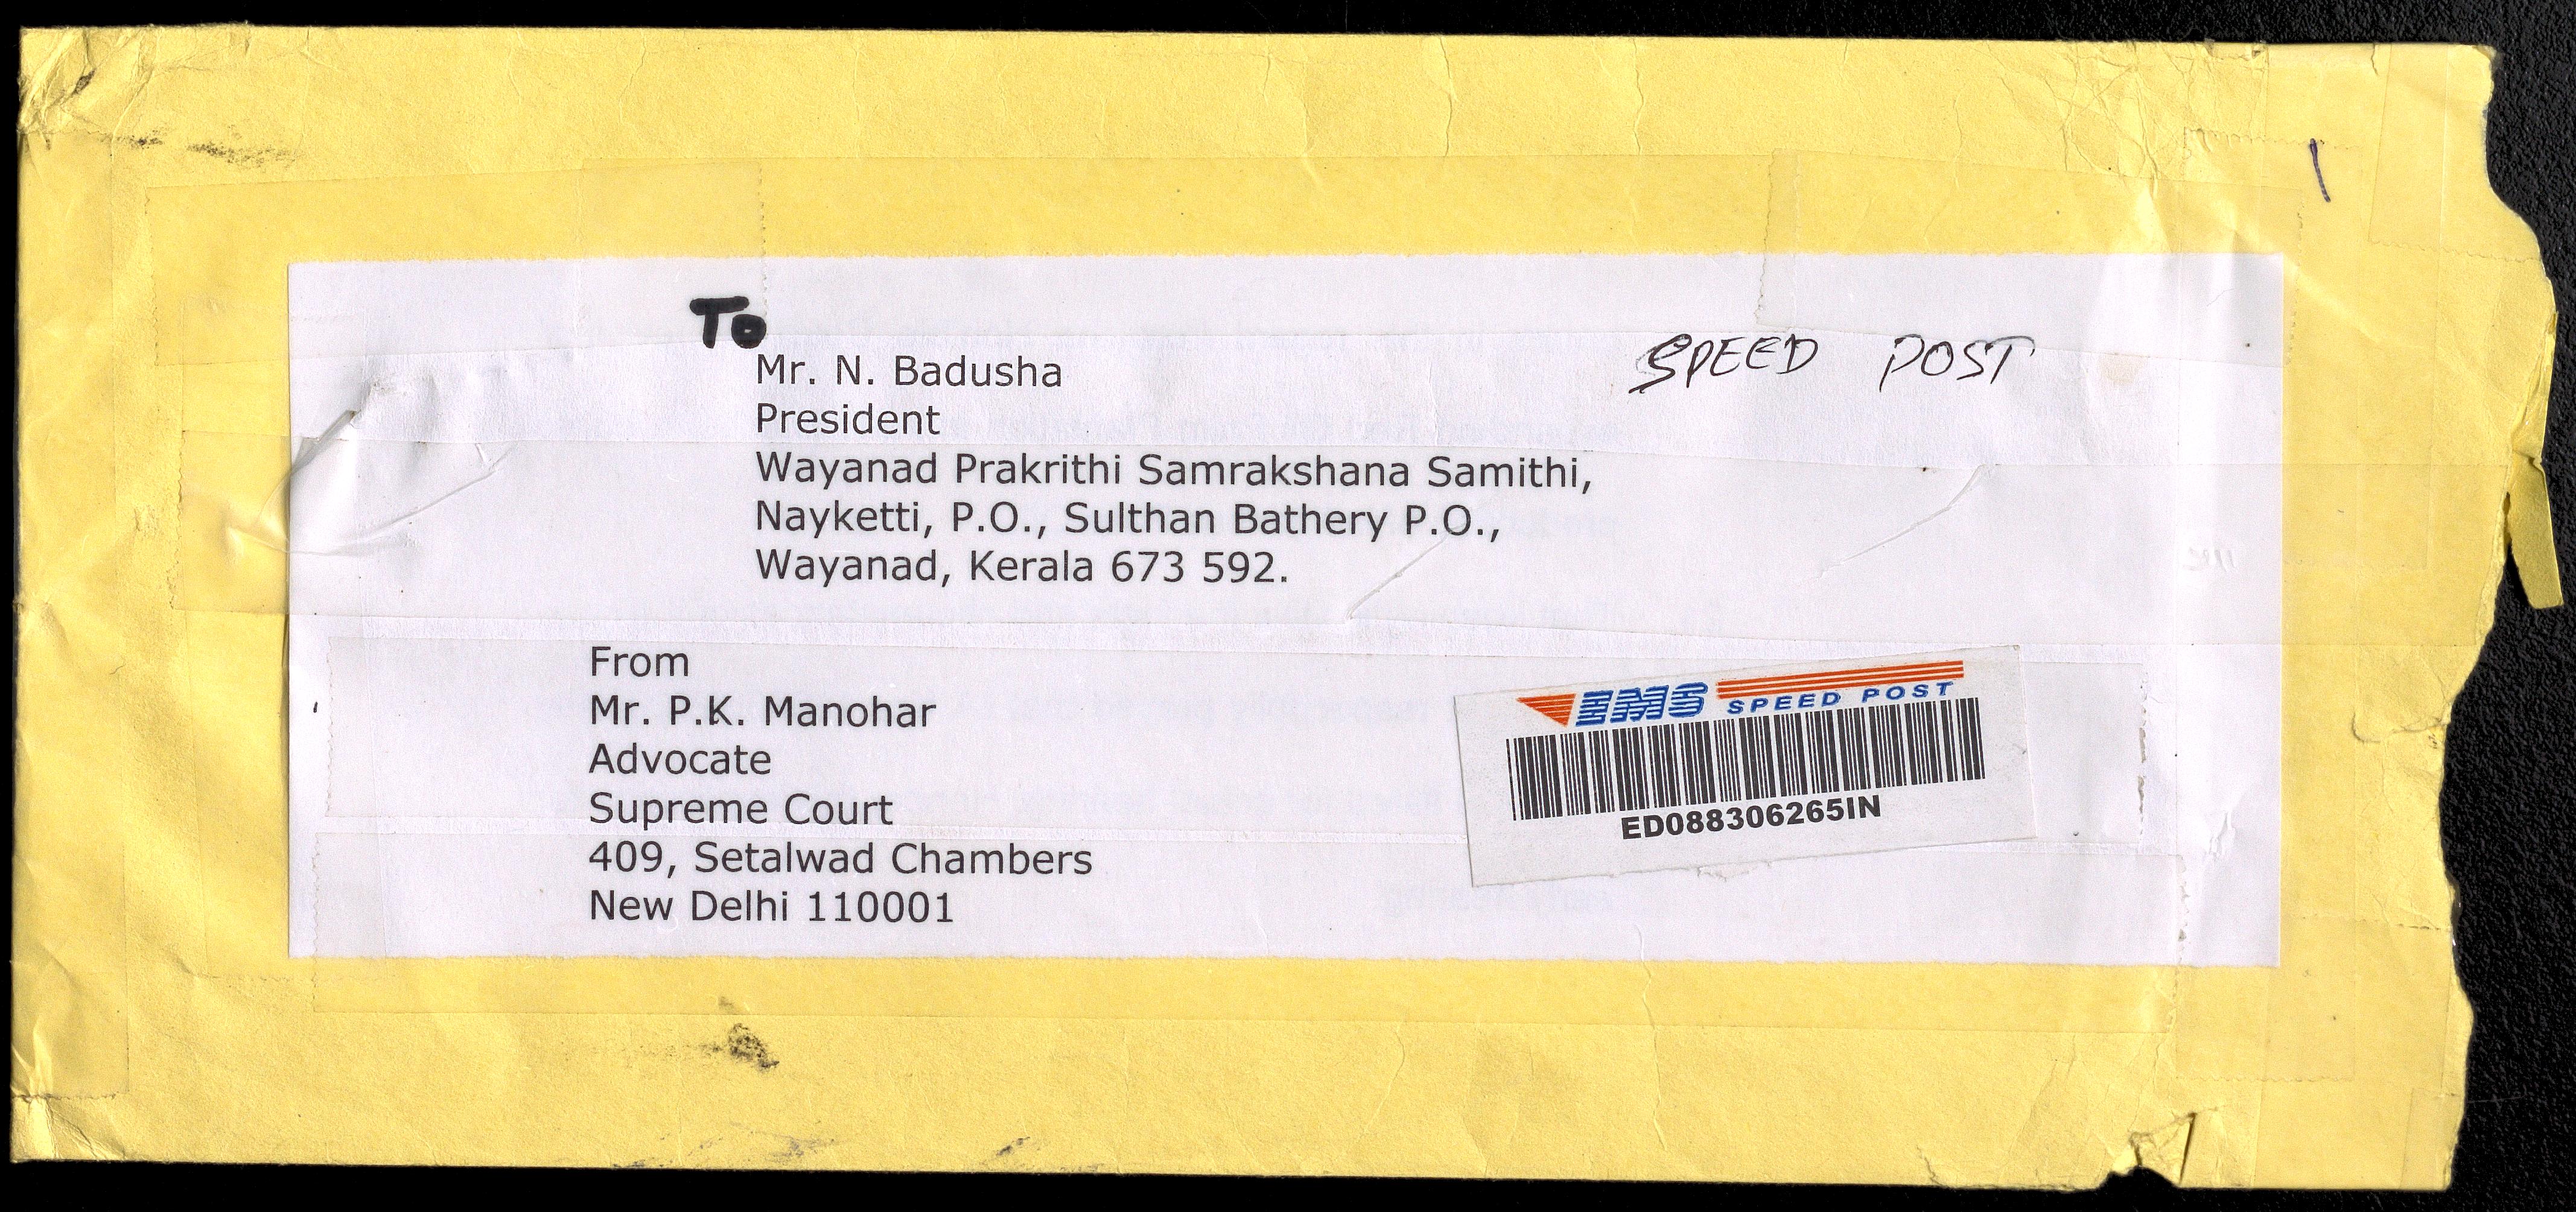 To
Mr. N. Badusha
President
Wayanad Prakrithi Samrakshana Samithi,
Nayketti, P.O., Sulthan Bathery P.O.,
Wayanad, Kerala 673 592.
SPEED POST
From
Mr. P.K. Manohar
Advocate
Supreme Court
409, Setalwad Chambers
New Delhi 110001
EMS SPEED POST
ED088306265IN